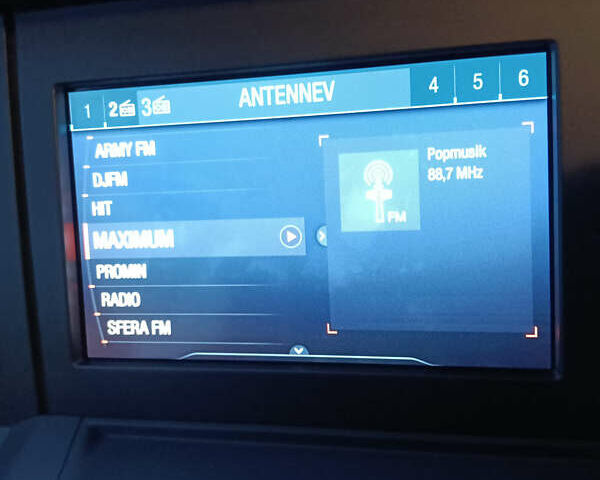 1 2 3 ANTENNEV 4 5 6
ARMY FM
DJFM
HIT
MAXIMUM
PROMIN
RADIO
SFERA FM
Popmusik
88,7 MHz
FM